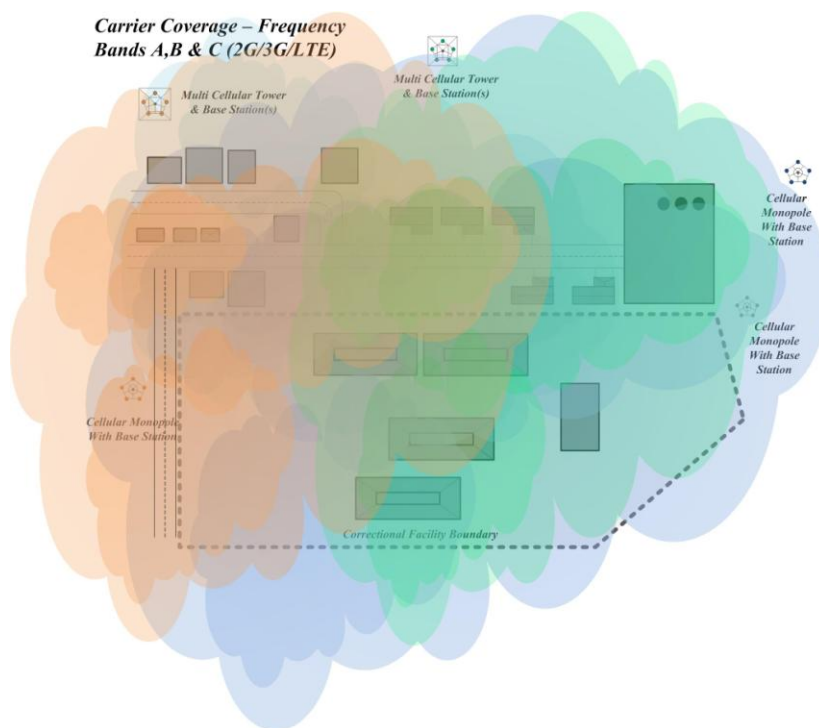 Carrier Coverage – Frequency
Bands A,B & C (2G/3G/LTE)
Multi Cellular Tower
& Base Station(s)
Multi Cellular Tower
& Base Station(s)
Cellular
Monopole
With Base
Station
Cellular
Monopole
With Base
Station
Cellular Monopole
With Base Station
Correctional Facility Boundary